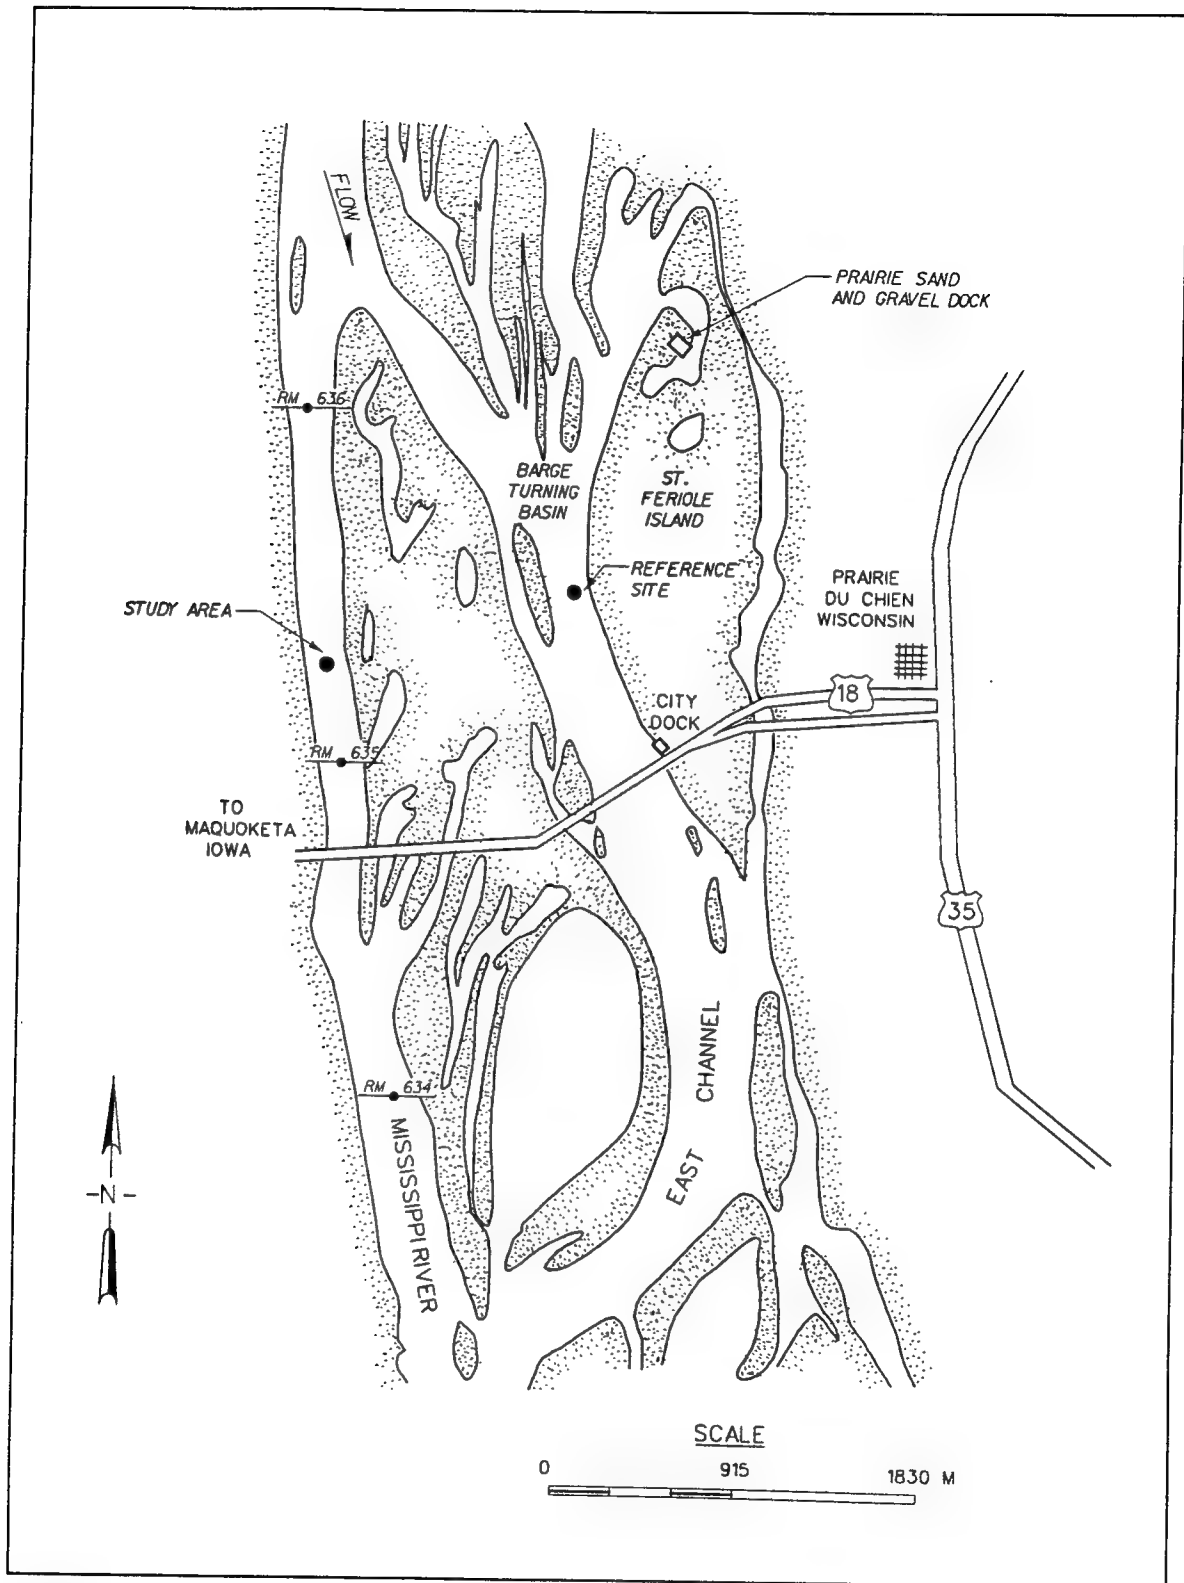 FLOW
PRAIRIE SAND
AND GRAVEL DOCK
RM 636
BARGE
TURNING
BASIN
ST.
FERIOLE
ISLAND
REFERENCE
SITE
PRAIRIE
DU CHIEN
WISCONSIN
STUDY AREA
18
CITY
DOCK
RM 635
TO
MAQUOKETA
IOWA
35
EAST CHANNEL
RM 634
MISSISSIPPI RIVER
-N-
SCALE
0 915 1830 M